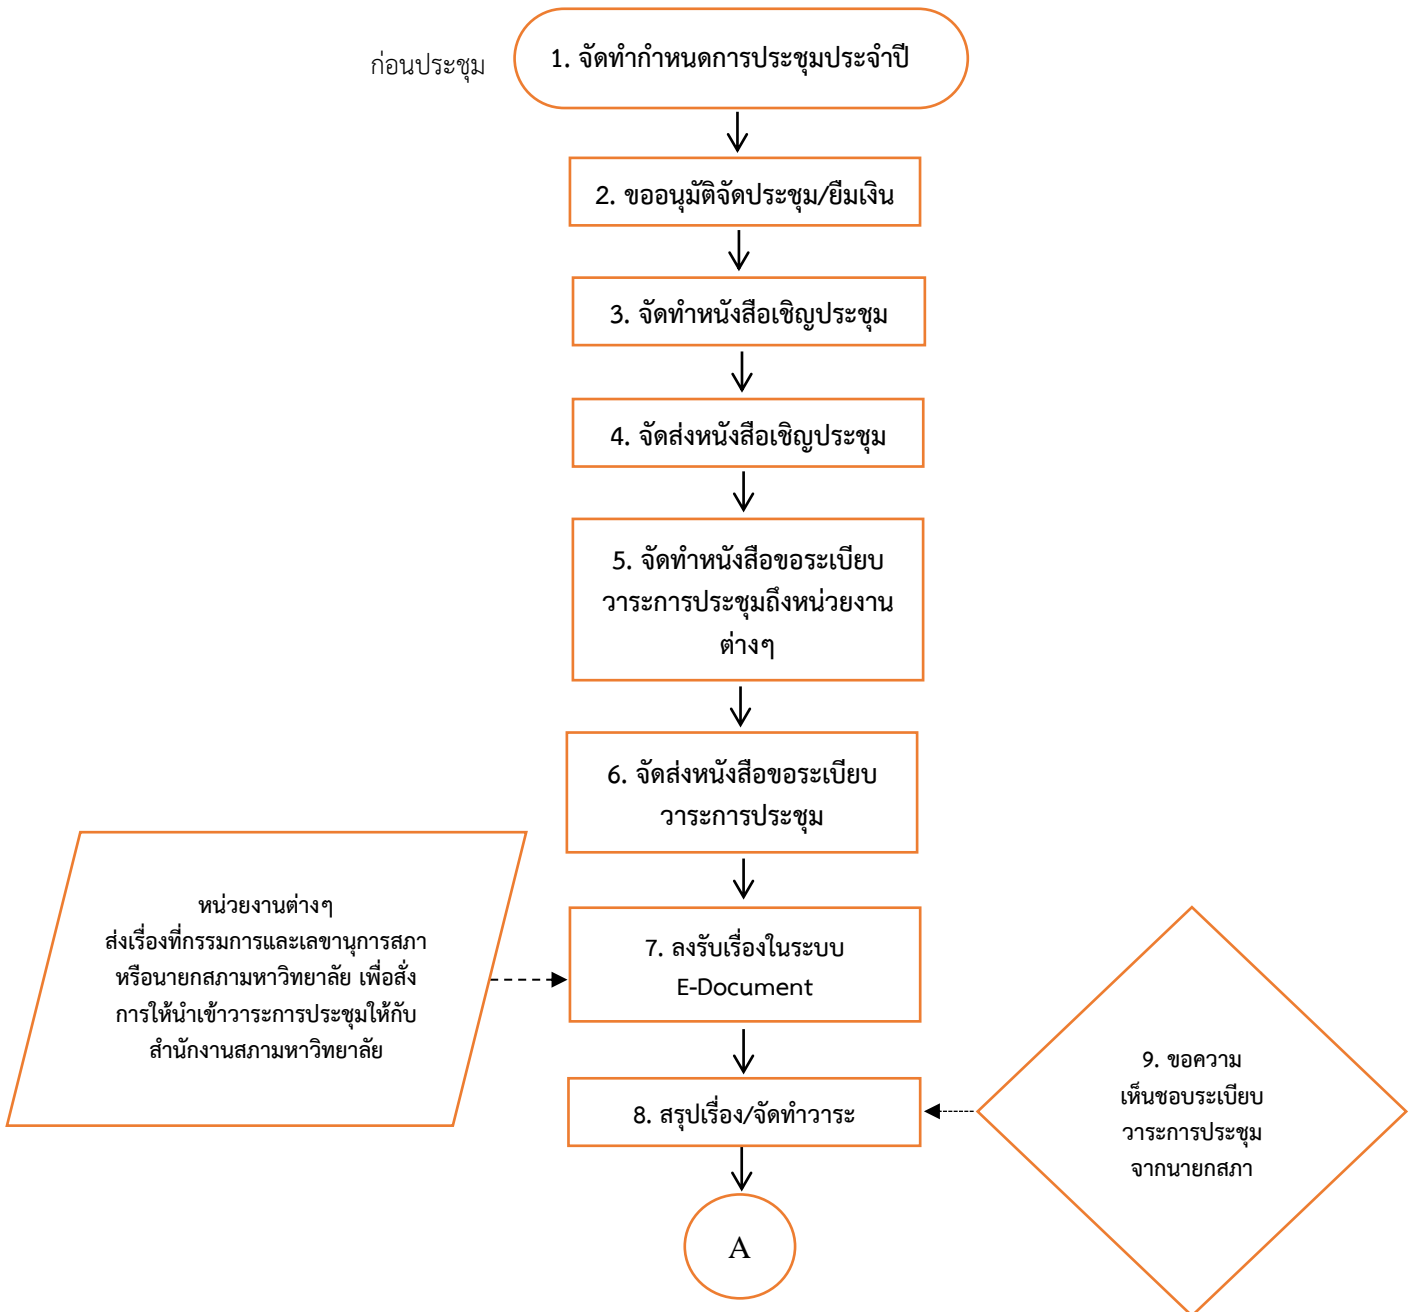 ก่อนประชุม
1. จัดทำกำหนดการประชุมประจำปี
2. ขออนุมัติจัดประชุม/ยืมเงิน
3. จัดทำหนังสือเชิญประชุม
4. จัดส่งหนังสือเชิญประชุม
5. จัดทำหนังสือขอระเบียบ
วาระการประชุมถึงหน่วยงาน
ต่างๆ
6. จัดส่งหนังสือขอระเบียบ
วาระการประชุม
หน่วยงานต่างๆ
ส่งเรื่องที่กรรมการและเลขานุการสภา
หรือนายกสภามหาวิทยาลัย เพื่อสั่ง
การให้นำเข้าวาระการประชุมให้กับ
สำนักงานสภามหาวิทยาลัย
7. ลงรับเรื่องในระบบ
E-Document
8. สรุปเรื่อง/จัดทำวาระ
9. ขอความ
เห็นชอบระเบียบ
วาระการประชุม
จากนายกสภา
A